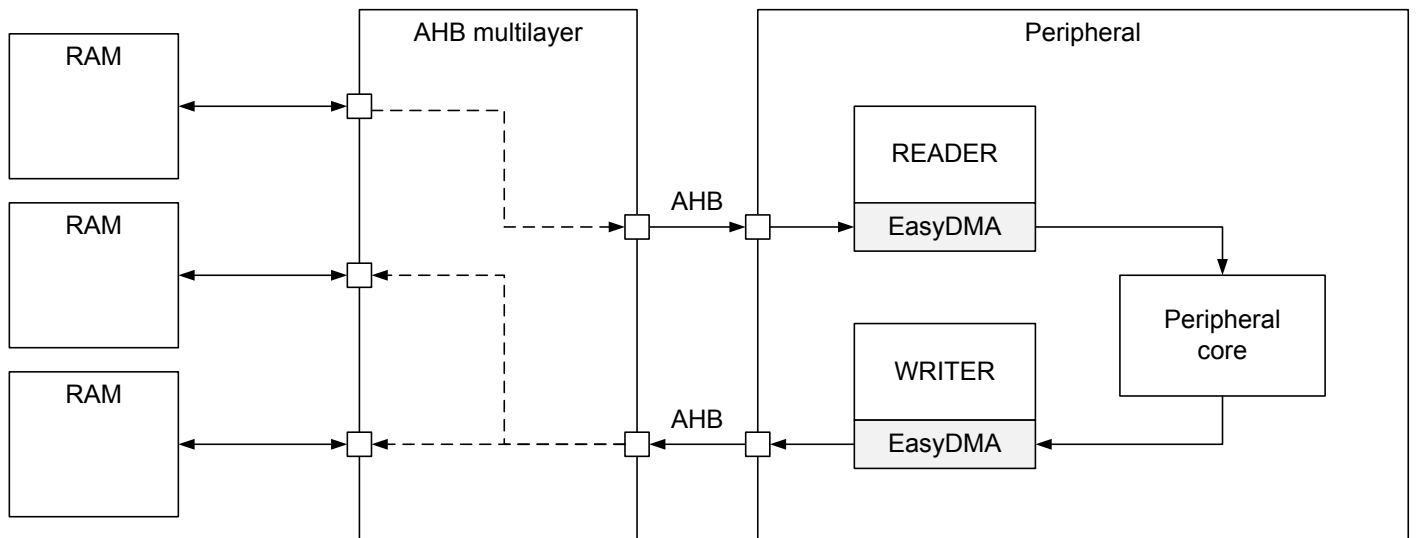 AHB multilayer
Peripheral
RAM
READER
AHB
EasyDMA
RAM
Peripheral
core
WRITER
RAM
AHB
EasyDMA